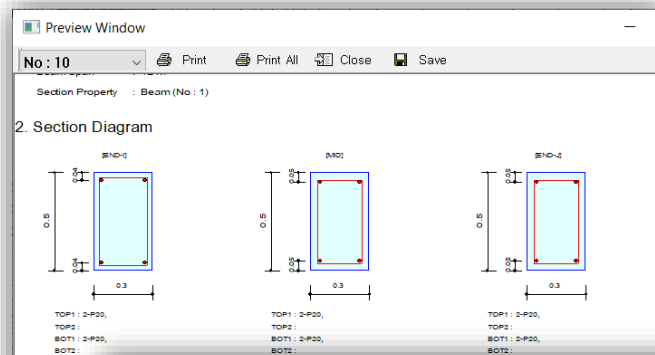 Preview Window
No : 10 Print Print All Close Save
Section Property : Beam (No : 1)
2. Section Diagram
[END-I] [MID] [END-J]
0.04 0.05 0.05
0.5 0.5 0.5
0.04 0.05 0.05
0.3 0.3 0.3
TOP1 : 2-P20, TOP1 : 2-P20, TOP1 : 2-P20,
TOP2 : TOP2 : TOP2 :
BOT1 : 2-P20, BOT1 : 2-P20, BOT1 : 2-P20,
BOT2 : BOT2 : BOT2 :